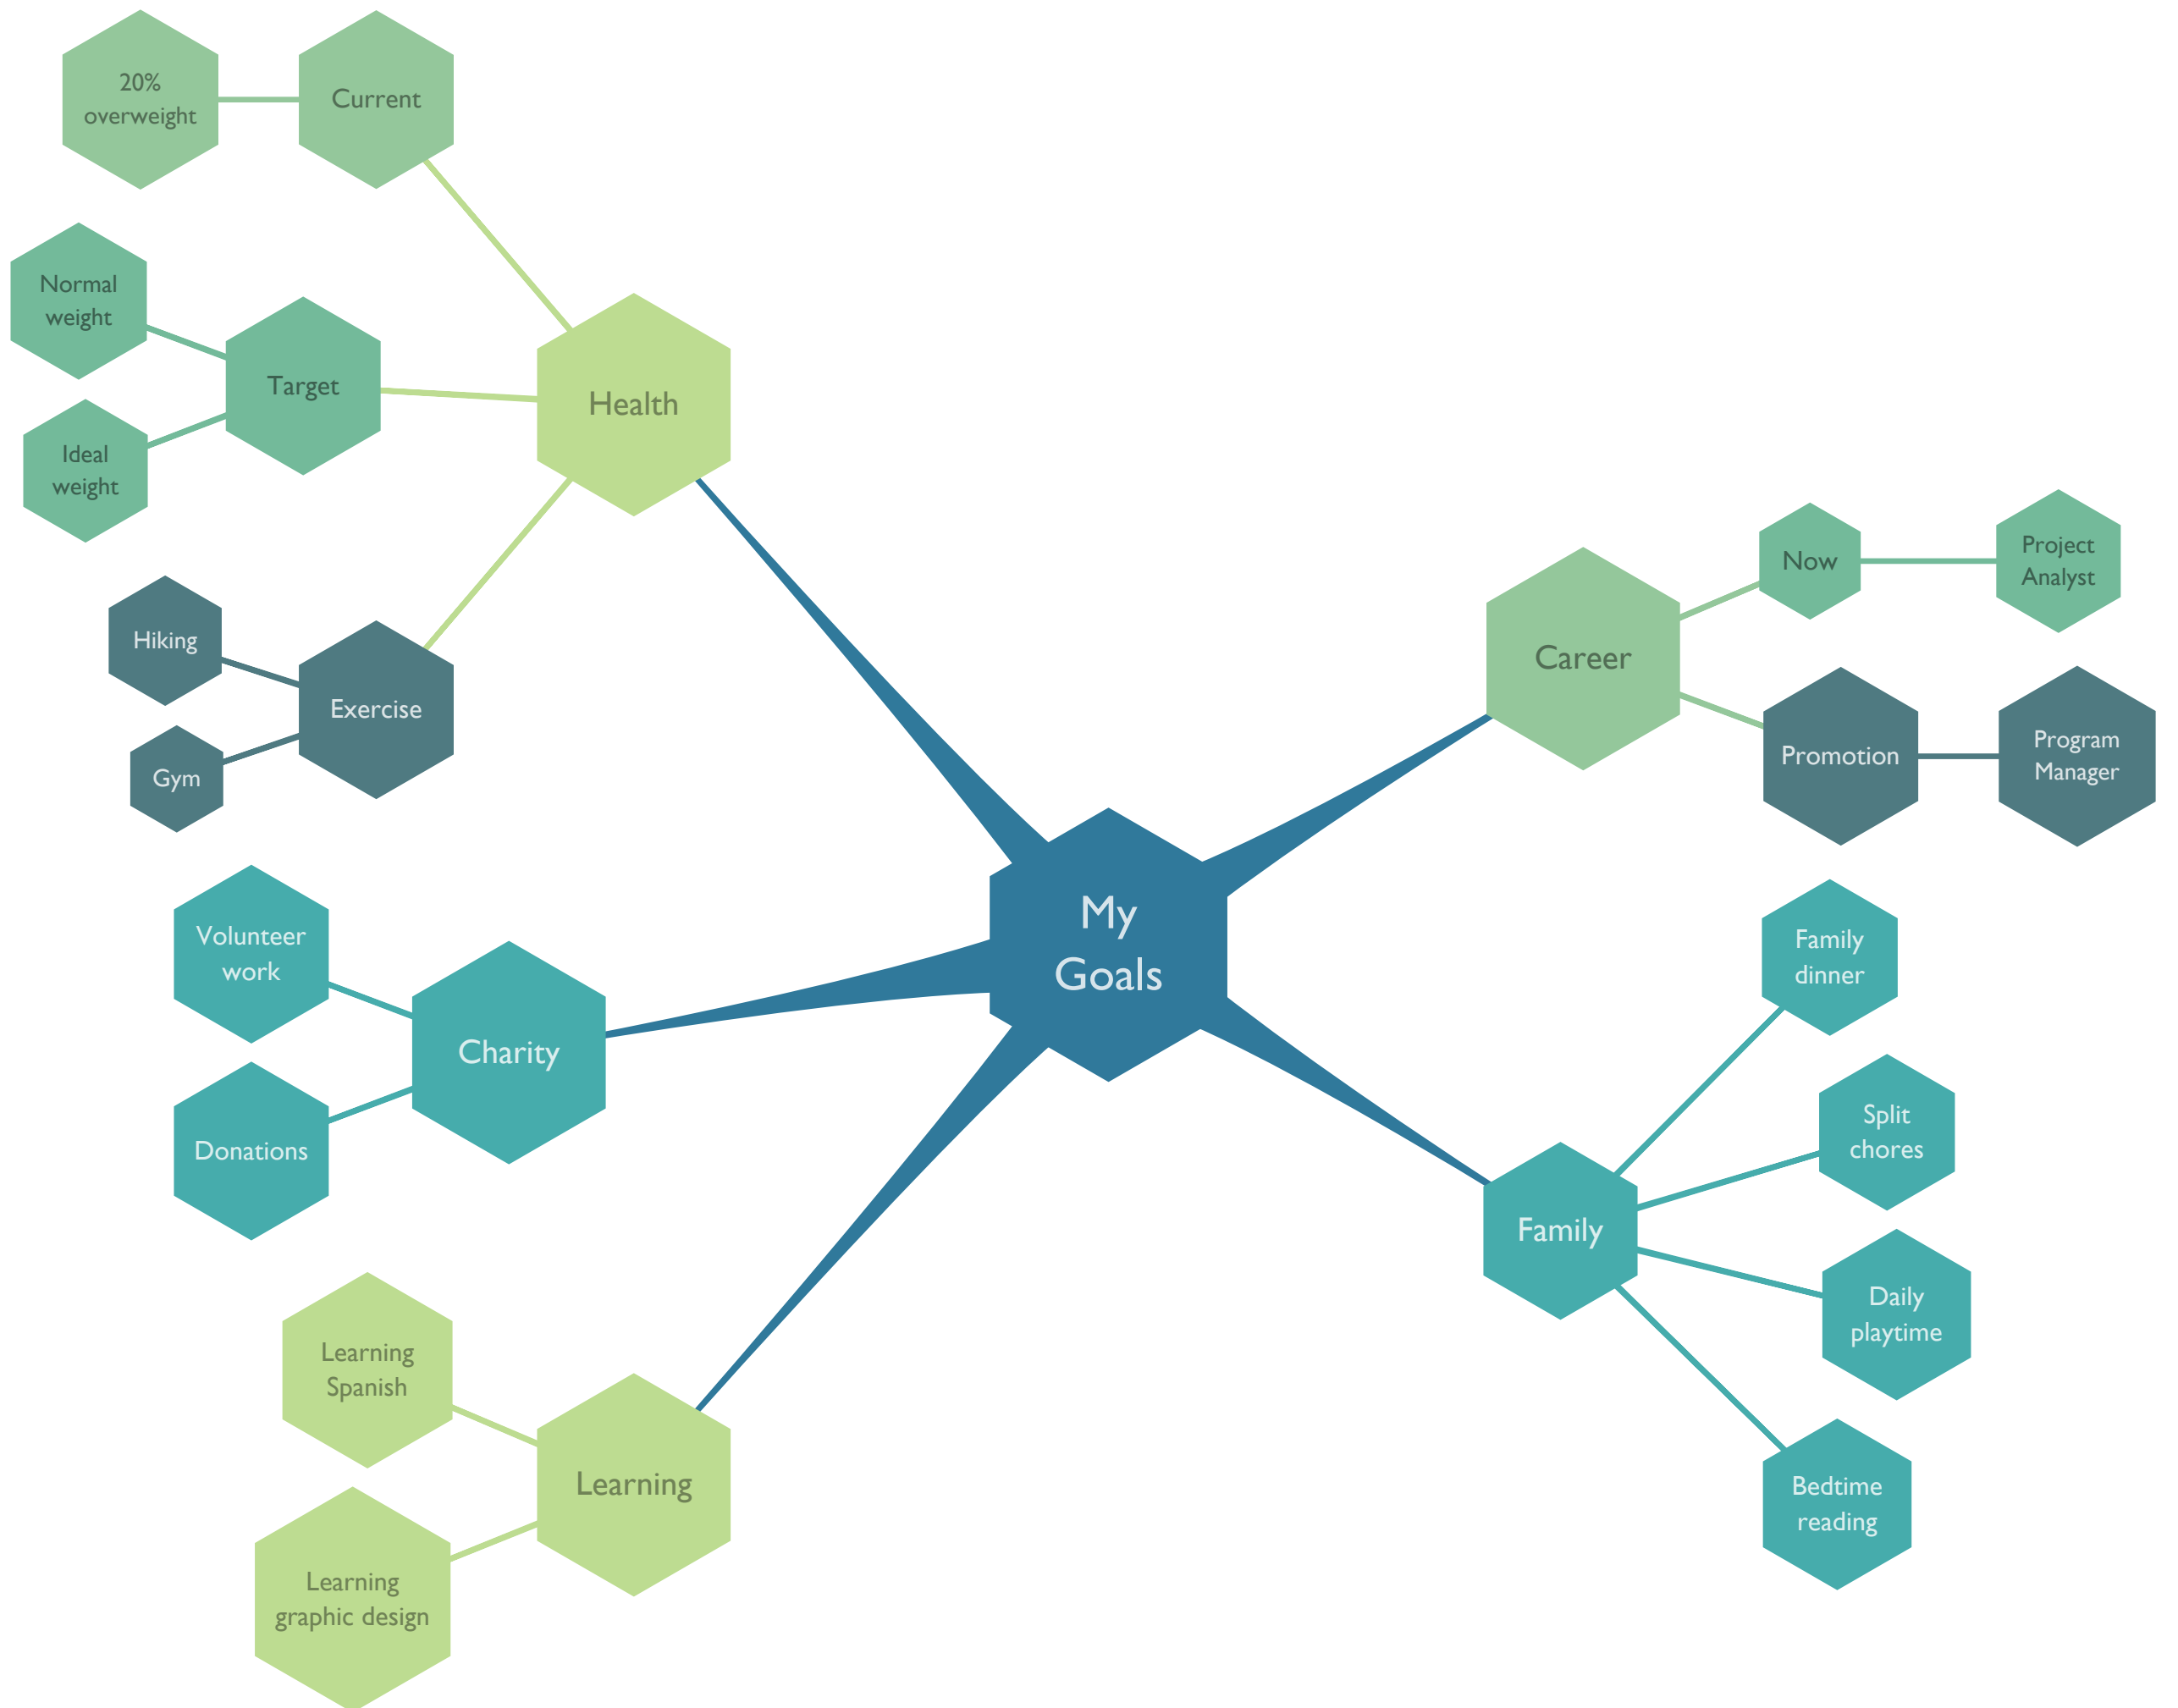 My
Goals
Health
Current
20%
overweight
Target
Normal
weight
Ideal
weight
Exercise
Hiking
Gym
Charity
Volunteer
work
Donations
Learning
Learning
Spanish
Learning
graphic design
Career
Now
Project
Analyst
Promotion
Program
Manager
Family
Family
dinner
Split
chores
Daily
playtime
Bedtime
reading